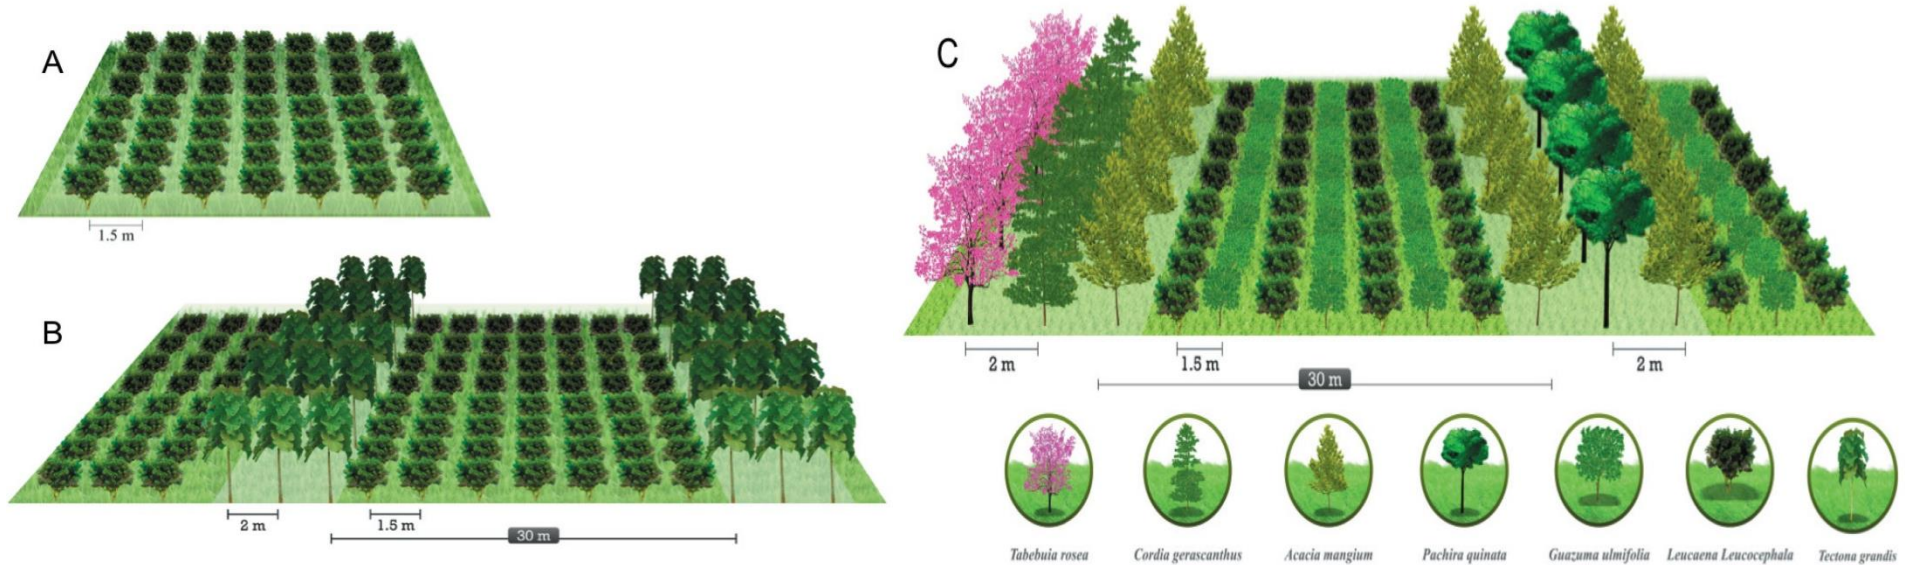 A
1.5 m
B
2 m
1.5 m
30 m
C
2 m
1.5 m
2 m
30 m
Tabebuia rosea
Cordia gerascanthus
Acacia mangium
Pachira quinata
Guazuma ulmifolia
Leucaena Leucocephala
Tectona grandis